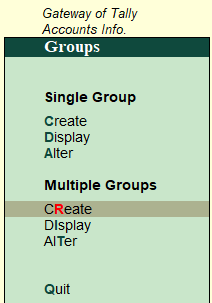 Gateway of Tally
Accounts Info.
Groups
Single Group
Create
Display
Alter
Multiple Groups
CReate
DIsplay
AlTer
Quit